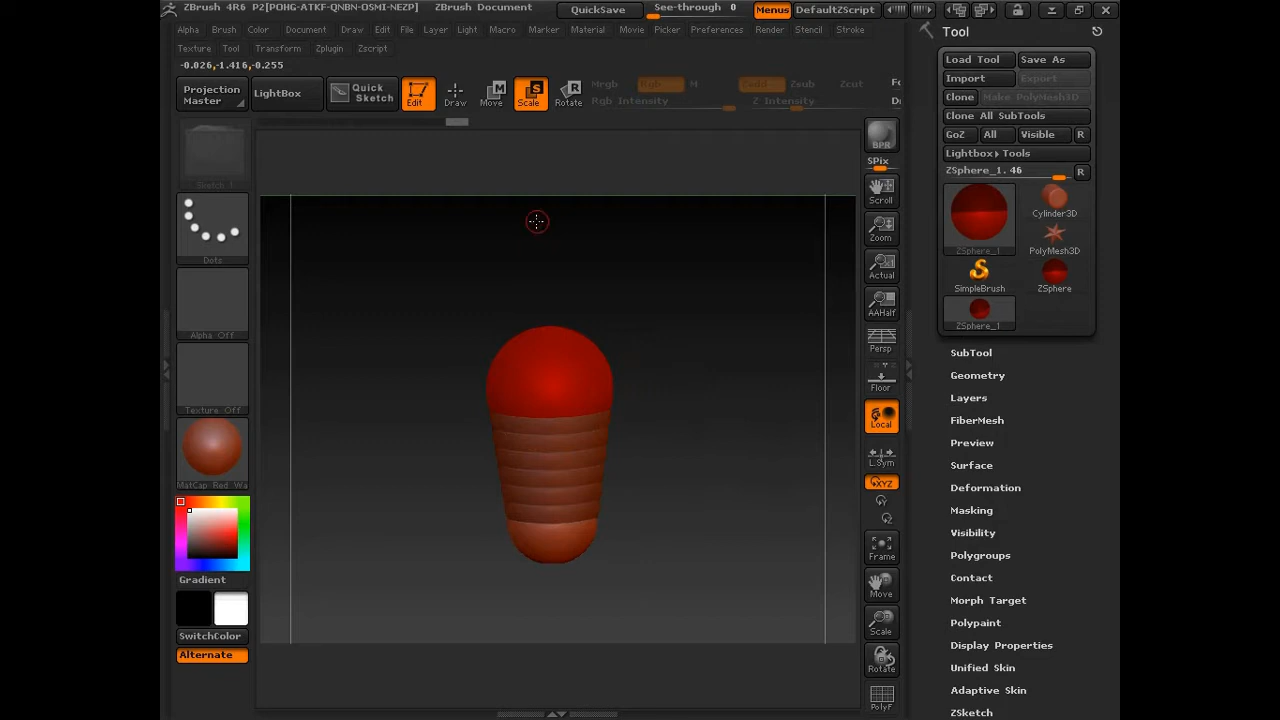 ZBrush 4R6 P2[POHG-ATKF-QNBN-OSMI-NEZP] ZBrush Document QuickSave See-through 0 Menus DefaultZScript
Alpha Brush Color Document Draw Edit File Layer Light Macro Marker Material Movie Picker Preferences Render Stencil Stroke
Texture Tool Transform Zplugin Zscript
-0.026,-1.416,-0.255
Projection Master
LightBox
Quick Sketch
Edit
Draw
Move
Scale
Rotate
Mrgb Rgb M Zadd Zsub Zcut
Rgb Intensity Z Intensity
Sketch 1
Dots
Alpha Off
Texture Off
MatCap Red Wa
Gradient
SwitchColor
Alternate
BPR
SPix
Scroll
Zoom
Actual
AAHalf
Persp
Floor
Local
L.Sym
XYZ
Y
Z
Frame
Move
Scale
Rotate
PolyF
Tool
Load Tool Save As
Import Export
Clone Make PolyMesh3D
Clone All SubTools
GoZ All Visible R
Lightbox▸Tools
ZSphere_1. 46 R
ZSphere_1
Cylinder3D
PolyMesh3D
SimpleBrush
ZSphere
ZSphere_1
SubTool
Geometry
Layers
FiberMesh
Preview
Surface
Deformation
Masking
Visibility
Polygroups
Contact
Morph Target
Polypaint
Display Properties
Unified Skin
Adaptive Skin
ZSketch